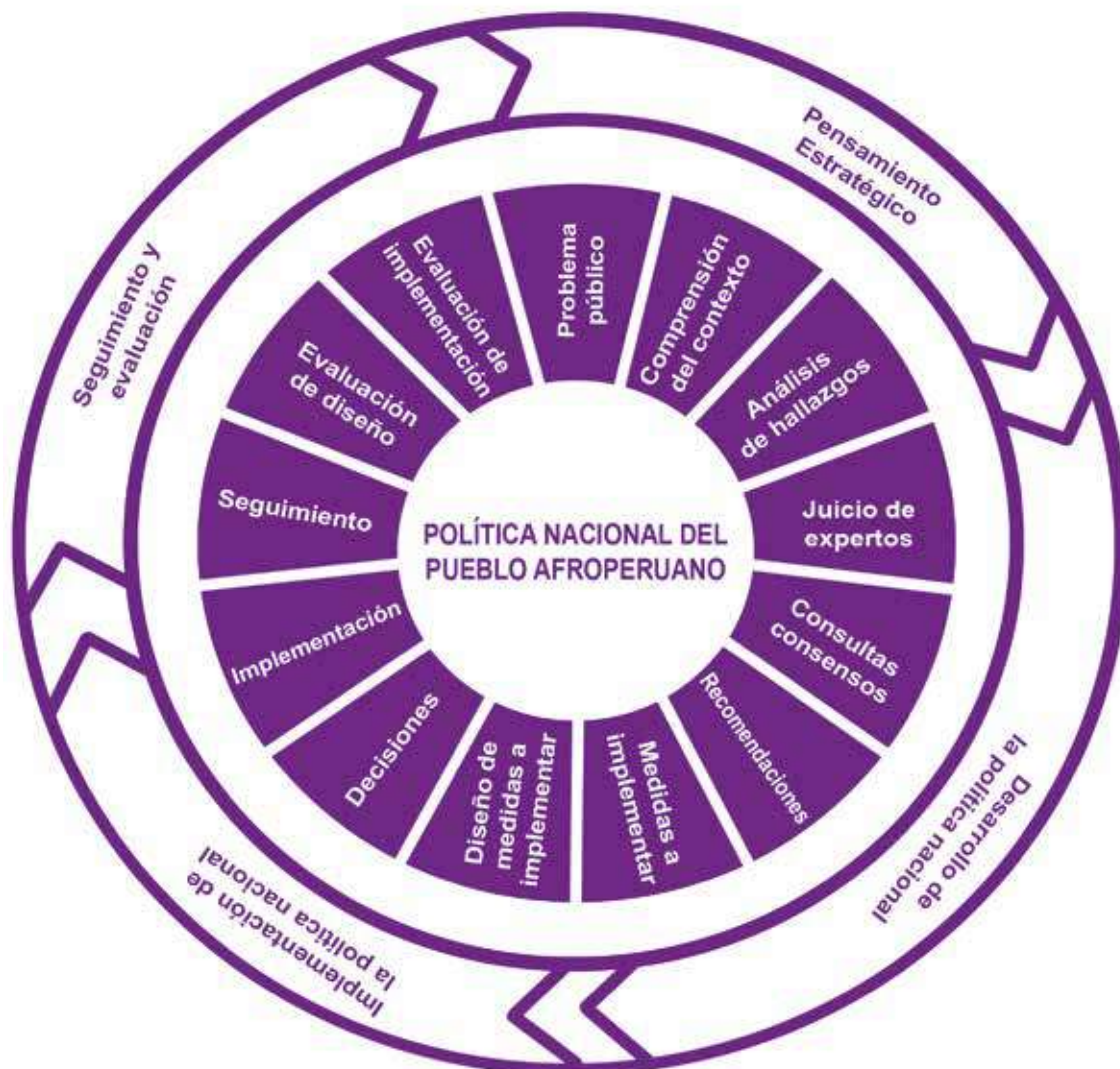 Pensamiento
Estratégico
Desarrollo de
la política nacional
Implementación de
la política nacional
Seguimiento y
evaluación
Problema
público
Comprensión
del contexto
Análisis
de hallazgos
Juicio de
expertos
Consultas
consensos
Recomendaciones
Medidas a
implementar
Diseño de
medidas a
implementar
Decisiones
Implementación
Seguimiento
Evaluación
de diseño
Evaluación de
implementación
POLÍTICA NACIONAL DEL
PUEBLO AFROPERUANO